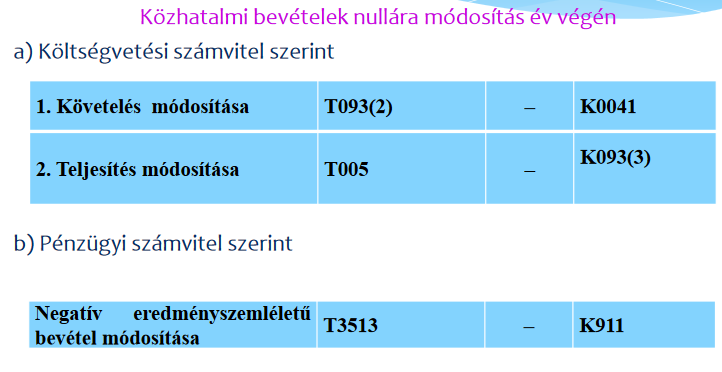 Közhatalmi bevételek nullára módosítás év végén
a) Költségvetési számvitel szerint
1. Követelés módosítása T093(2) – K0041
2. Teljesítés módosítása T005 – K093(3)
b) Pénzügyi számvitel szerint
Negatív eredményszemléletű
bevétel módosítása T3513 – K911